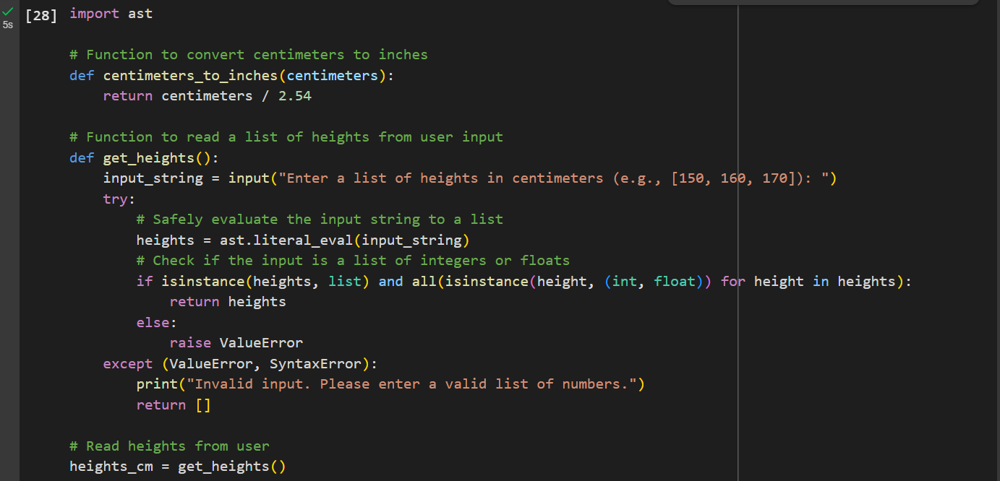 [28] import ast
5s
# Function to convert centimeters to inches
def centimeters_to_inches(centimeters):
    return centimeters / 2.54
# Function to read a list of heights from user input
def get_heights():
    input_string = input("Enter a list of heights in centimeters (e.g., [150, 160, 170]): ")
    try:
        # Safely evaluate the input string to a list
        heights = ast.literal_eval(input_string)
        # Check if the input is a list of integers or floats
        if isinstance(heights, list) and all(isinstance(height, (int, float)) for height in heights):
            return heights
        else:
            raise ValueError
    except (ValueError, SyntaxError):
        print("Invalid input. Please enter a valid list of numbers.")
        return []
# Read heights from user
heights_cm = get_heights()